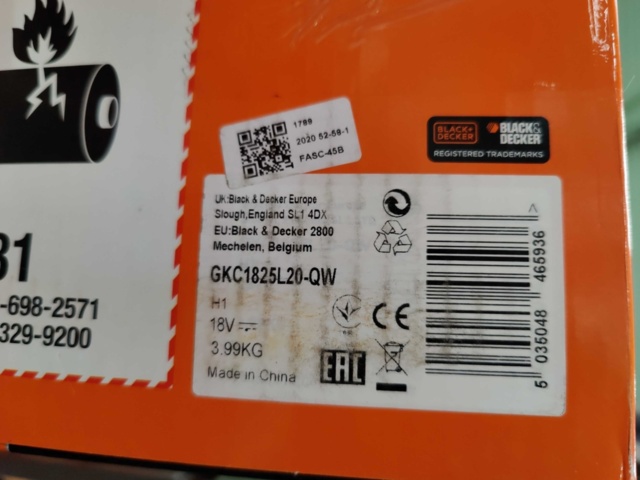 31
-698-2571
329-9200
1789
2020 52-58-1
FASC-45B
BLACK+
DECKER
BLACK&
DECKER
REGISTERED TRADEMARKS
UK:Black & Decker Europe
Slough,England SL1 4DX
EU:Black & Decker 2800
Mechelen, Belgium
GKC1825L20-QW
H1
18V
3.99KG
Made in China
CE
EAC
5 035048 465936